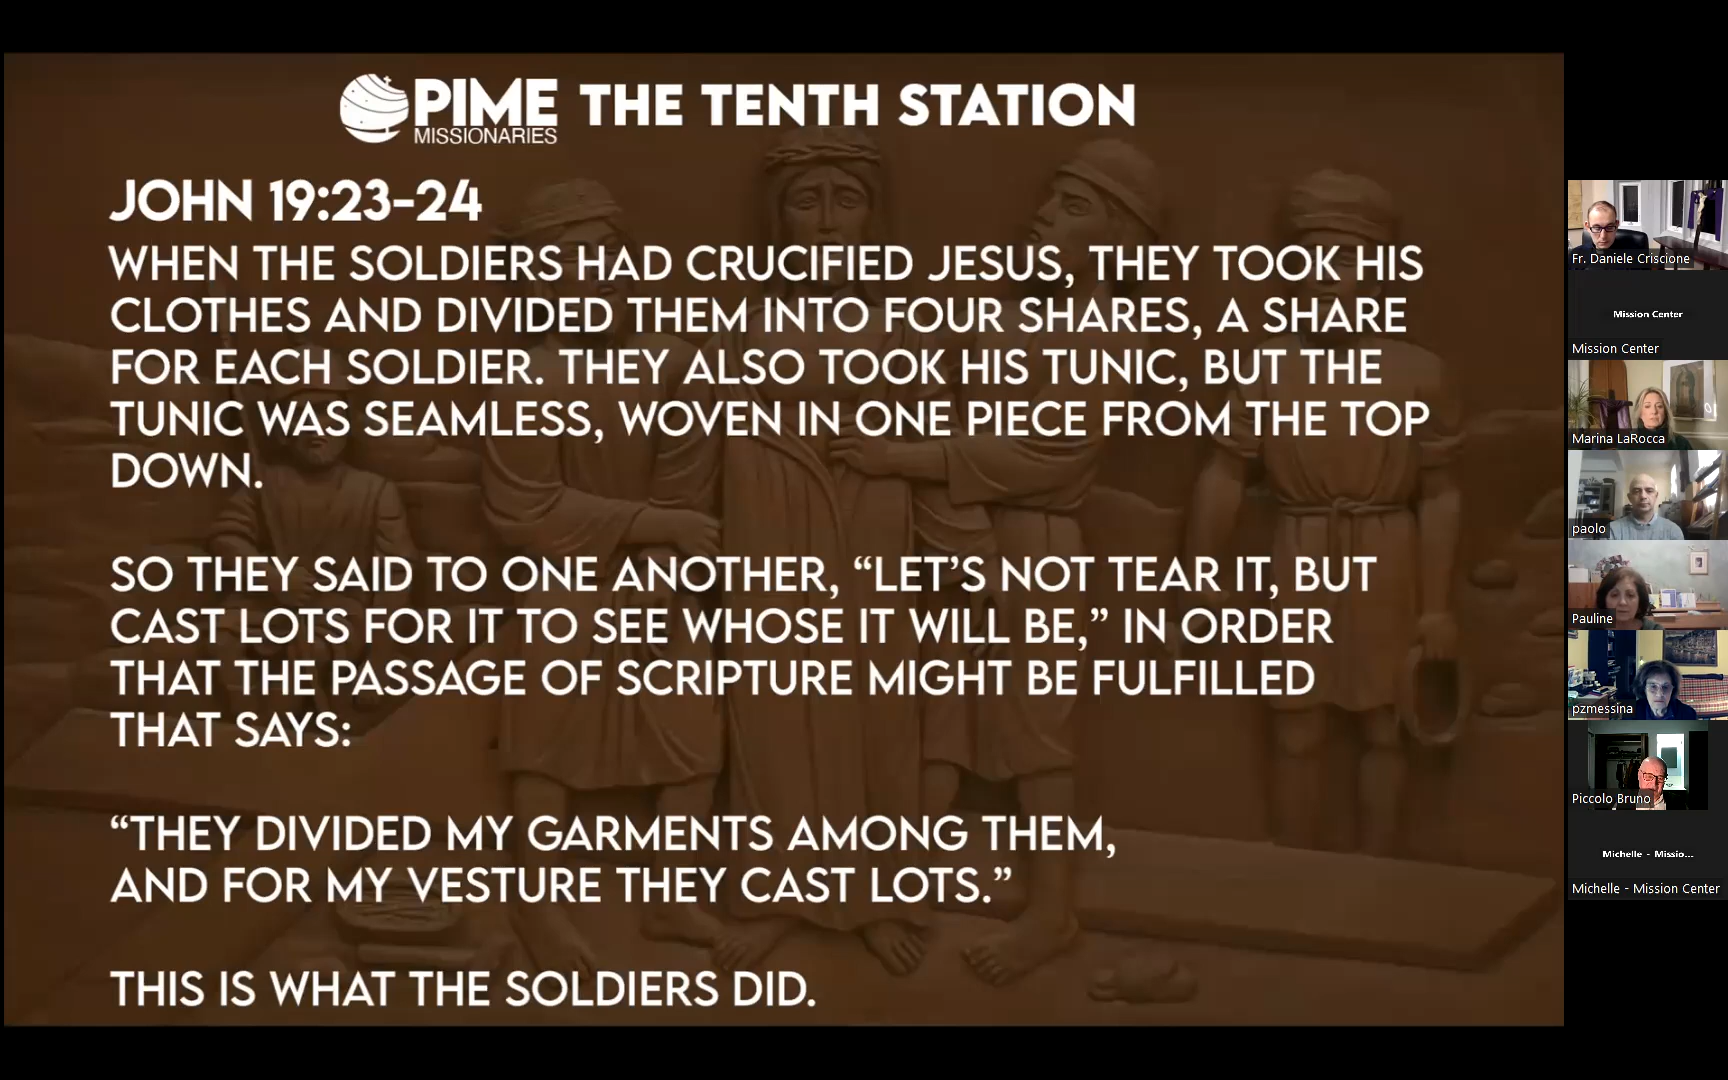 PIME
MISSIONARIES
THE TENTH STATION
JOHN 19:23-24
WHEN THE SOLDIERS HAD CRUCIFIED JESUS, THEY TOOK HIS
CLOTHES AND DIVIDED THEM INTO FOUR SHARES, A SHARE
FOR EACH SOLDIER. THEY ALSO TOOK HIS TUNIC, BUT THE
TUNIC WAS SEAMLESS, WOVEN IN ONE PIECE FROM THE TOP
DOWN.
SO THEY SAID TO ONE ANOTHER, “LET’S NOT TEAR IT, BUT
CAST LOTS FOR IT TO SEE WHOSE IT WILL BE,” IN ORDER
THAT THE PASSAGE OF SCRIPTURE MIGHT BE FULFILLED
THAT SAYS:
“THEY DIVIDED MY GARMENTS AMONG THEM,
AND FOR MY VESTURE THEY CAST LOTS.”
THIS IS WHAT THE SOLDIERS DID.
Fr. Daniele Criscione
Mission Center
Mission Center
Marina LaRocca
paolo
Pauline
pzmessina
Piccolo Bruno
Michelle - Missio...
Michelle - Mission Center